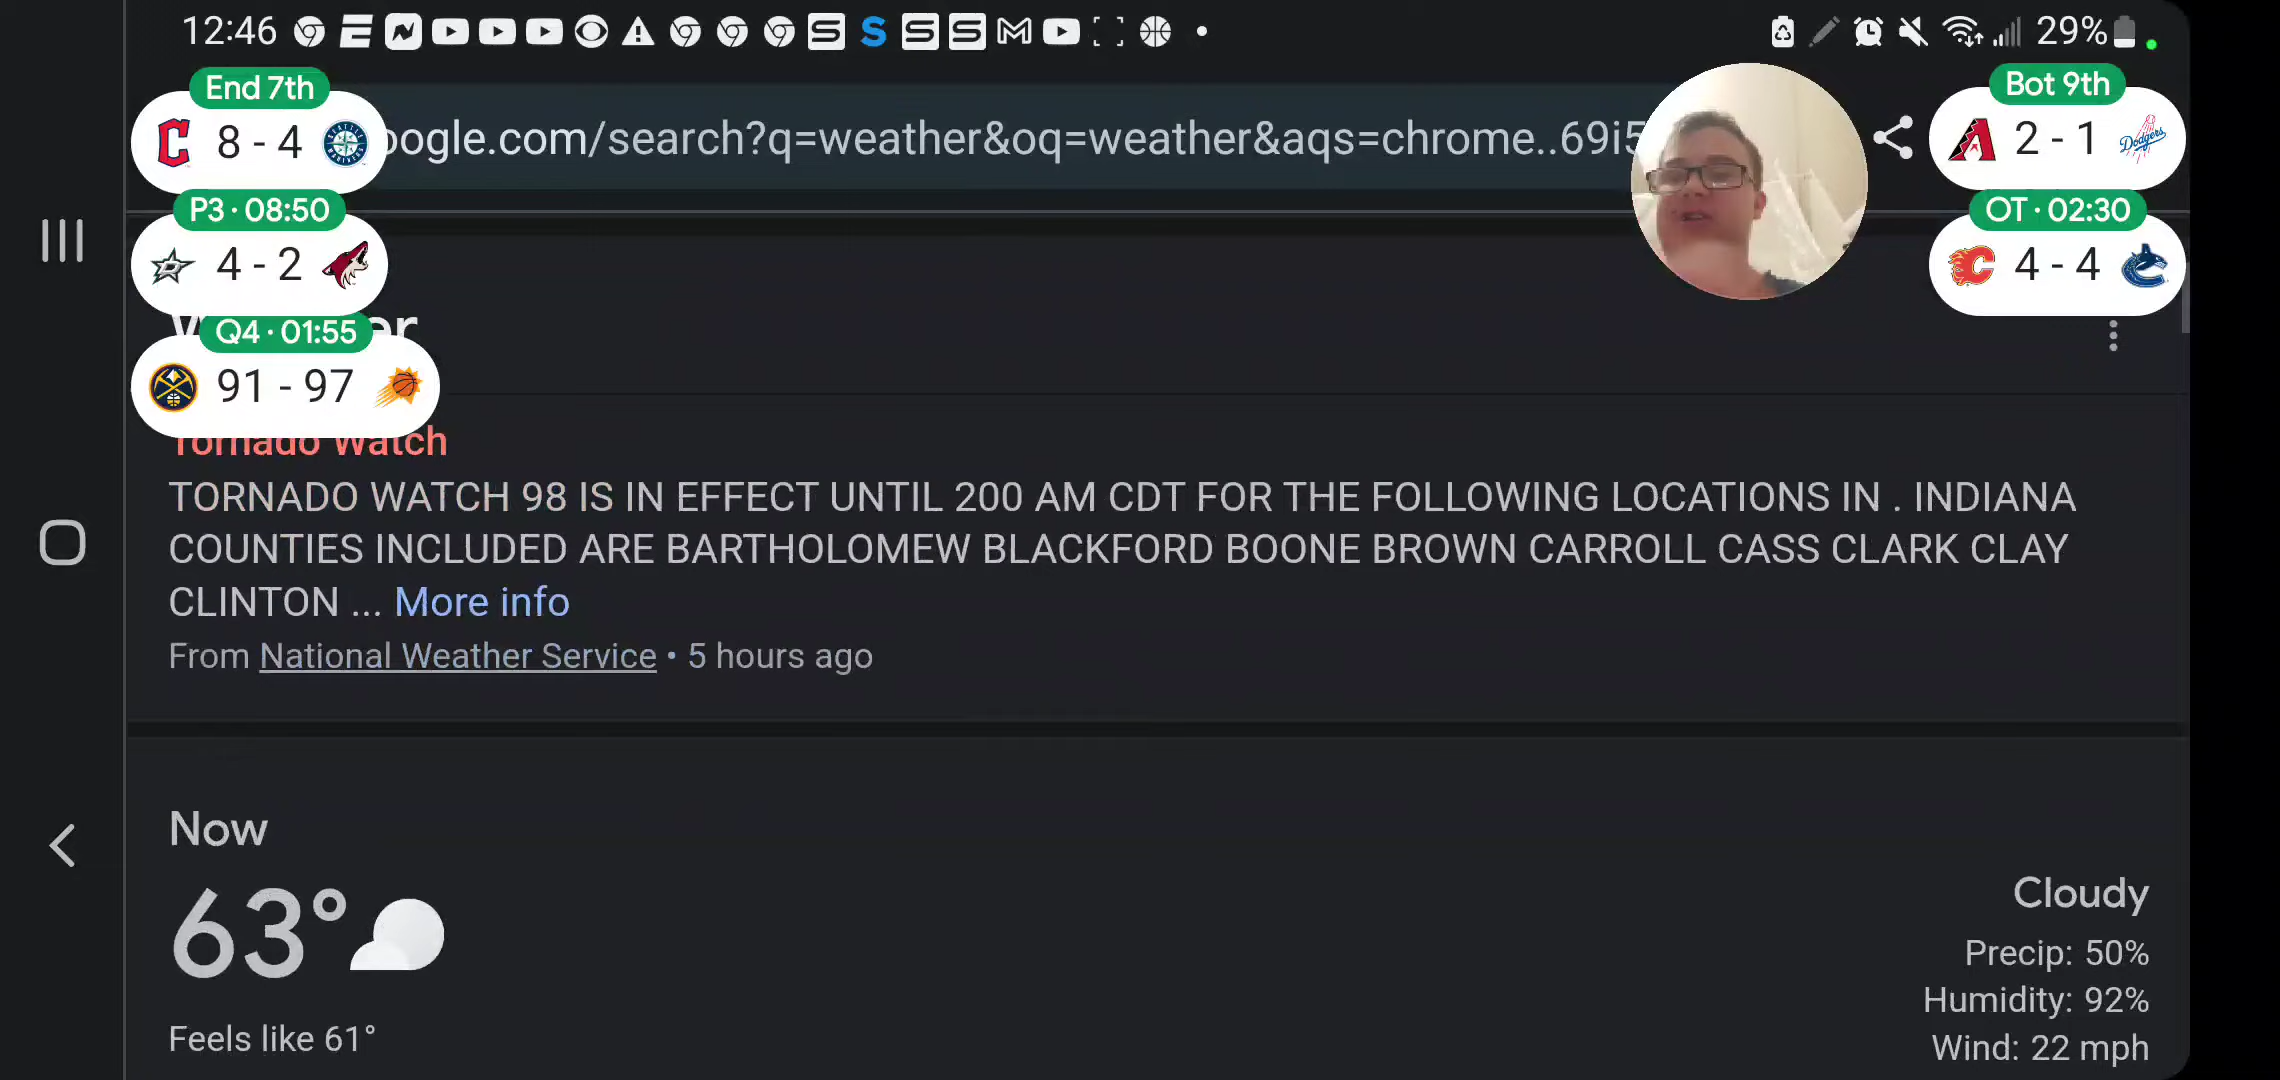 12:46
29%
End 7th
8 - 4
Bot 9th
2 - 1
Dodgers
oogle.com/search?q=weather&oq=weather&aqs=chrome..69i5
P3 · 08:50
4 - 2
OT · 02:30
4 - 4
Q4 · 01:55
91 - 97
Tornado Watch
TORNADO WATCH 98 IS IN EFFECT UNTIL 200 AM CDT FOR THE FOLLOWING LOCATIONS IN . INDIANA
COUNTIES INCLUDED ARE BARTHOLOMEW BLACKFORD BOONE BROWN CARROLL CASS CLARK CLAY
CLINTON ... More info
From National Weather Service • 5 hours ago
Now
63°
Feels like 61°
Cloudy
Precip: 50%
Humidity: 92%
Wind: 22 mph